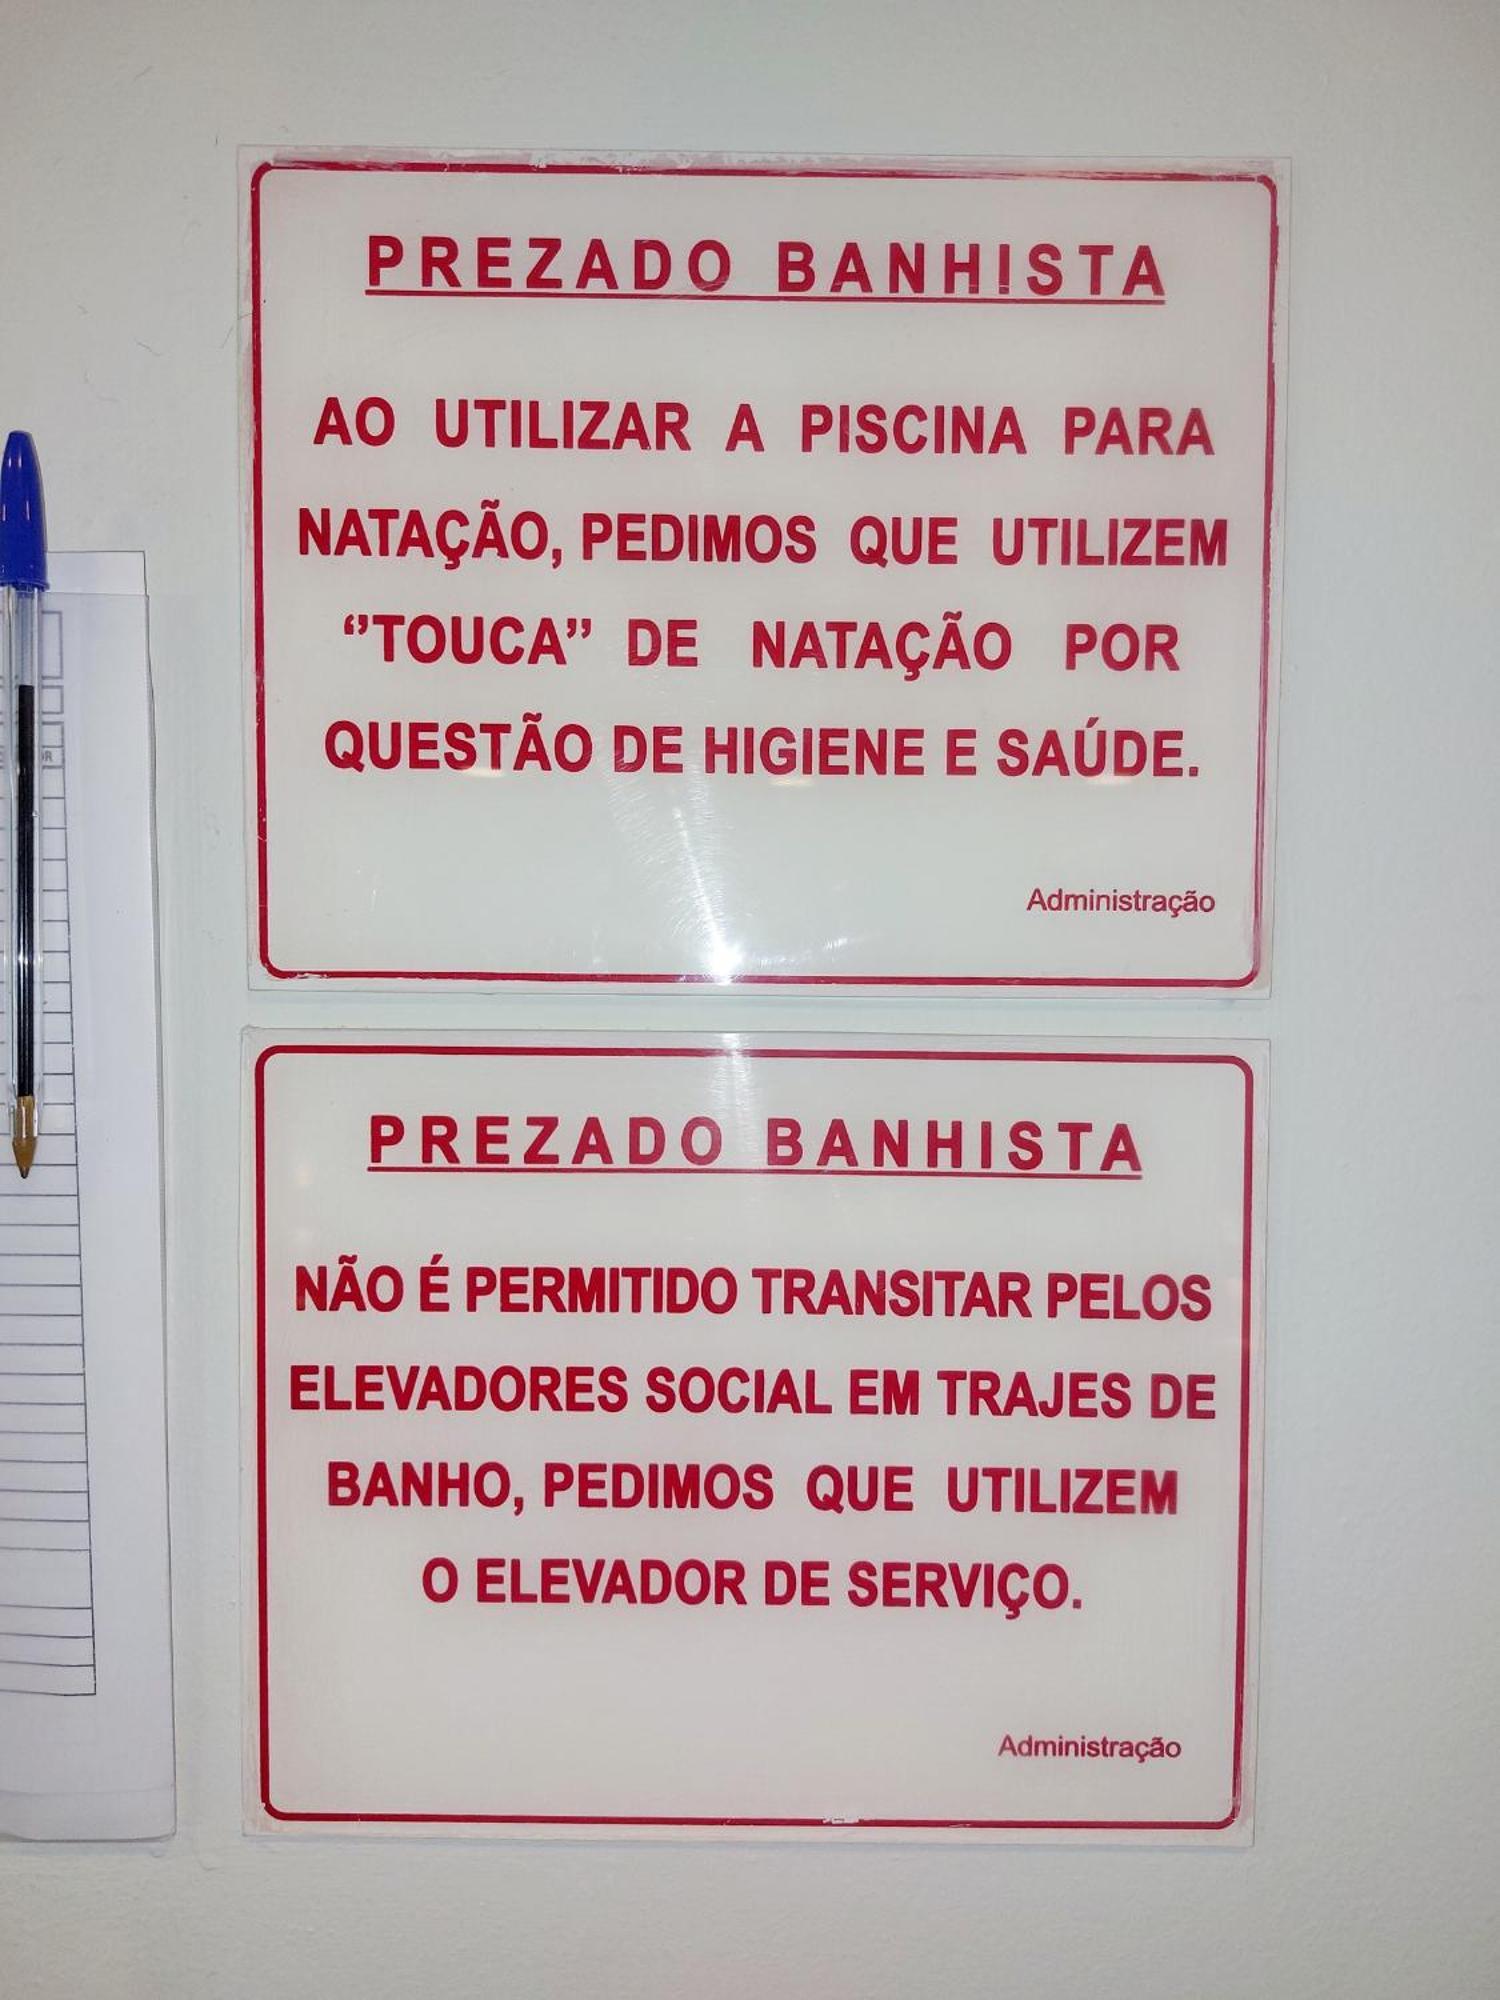 PREZADO BANHISTA
AO UTILIZAR A PISCINA PARA
NATAÇÃO, PEDIMOS QUE UTILIZEM
‘’TOUCA’’ DE NATAÇÃO POR
QUESTÃO DE HIGIENE E SAÚDE.
Administração
PREZADO BANHISTA
NÃO É PERMITIDO TRANSITAR PELOS
ELEVADORES SOCIAL EM TRAJES DE
BANHO, PEDIMOS QUE UTILIZEM
O ELEVADOR DE SERVIÇO.
Administração